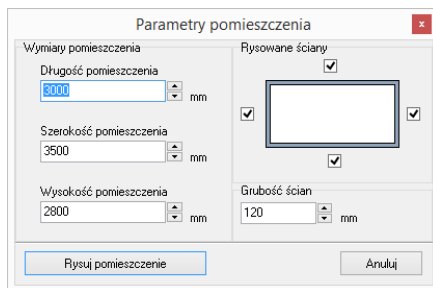 Parametry pomieszczenia
x
Wymiary pomieszczenia
Długość pomieszczenia
3000 mm
Szerokość pomieszczenia
3500 mm
Wysokość pomieszczenia
2800 mm
Rysowane ściany
Grubość ścian
120 mm
Rysuj pomieszczenie
Anuluj